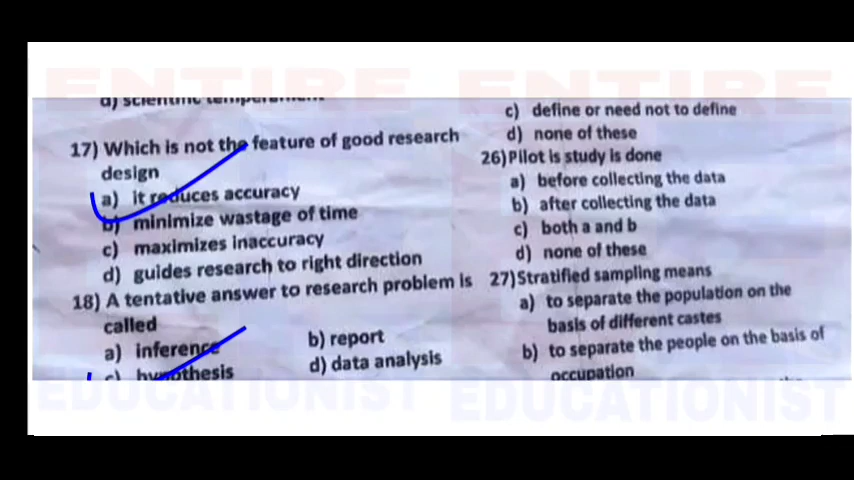 ENTIRE ENTIRE
d) scientific temperament
17) Which is not the feature of good research
design
a) it reduces accuracy
b) minimize wastage of time
c) maximizes inaccuracy
d) guides research to right direction
18) A tentative answer to research problem is
called
a) inference b) report
c) hypothesis d) data analysis
c) define or need not to define
d) none of these
26) Pilot is study is done
a) before collecting the data
b) after collecting the data
c) both a and b
d) none of these
27) Stratified sampling means
a) to separate the population on the
basis of different castes
b) to separate the people on the basis of
occupation
EDUCATIONIST EDUCATIONIST